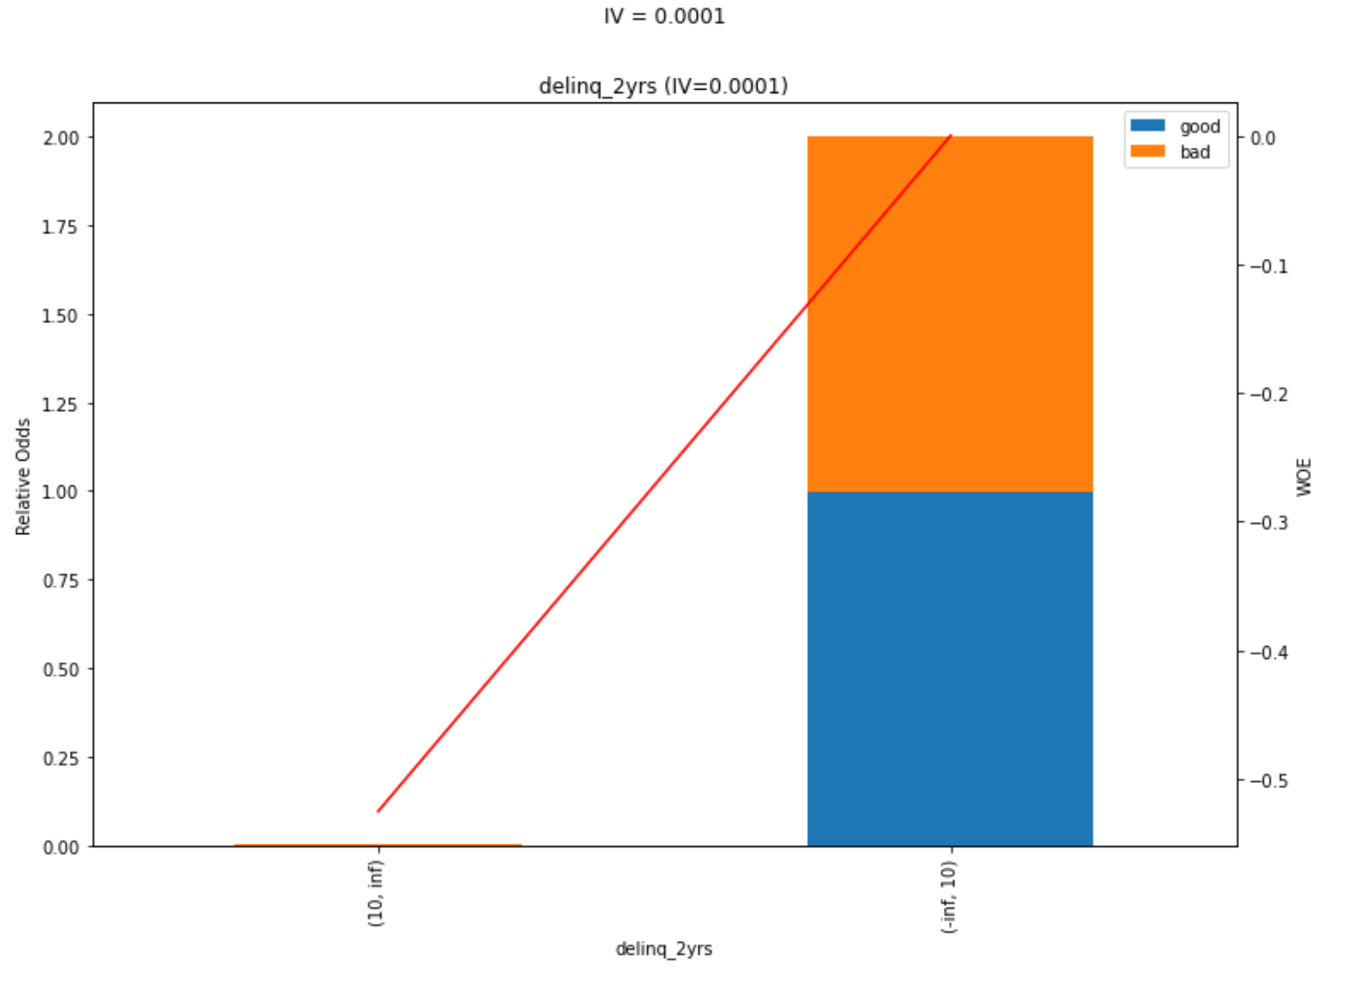 IV = 0.0001
delinq_2yrs (IV=0.0001)
good
bad
2.00
1.75
1.50
1.25
1.00
0.75
0.50
0.25
0.00
Relative Odds
0.0
−0.1
−0.2
−0.3
−0.4
−0.5
WOE
(10, inf)
(-inf, 10)
delinq_2yrs